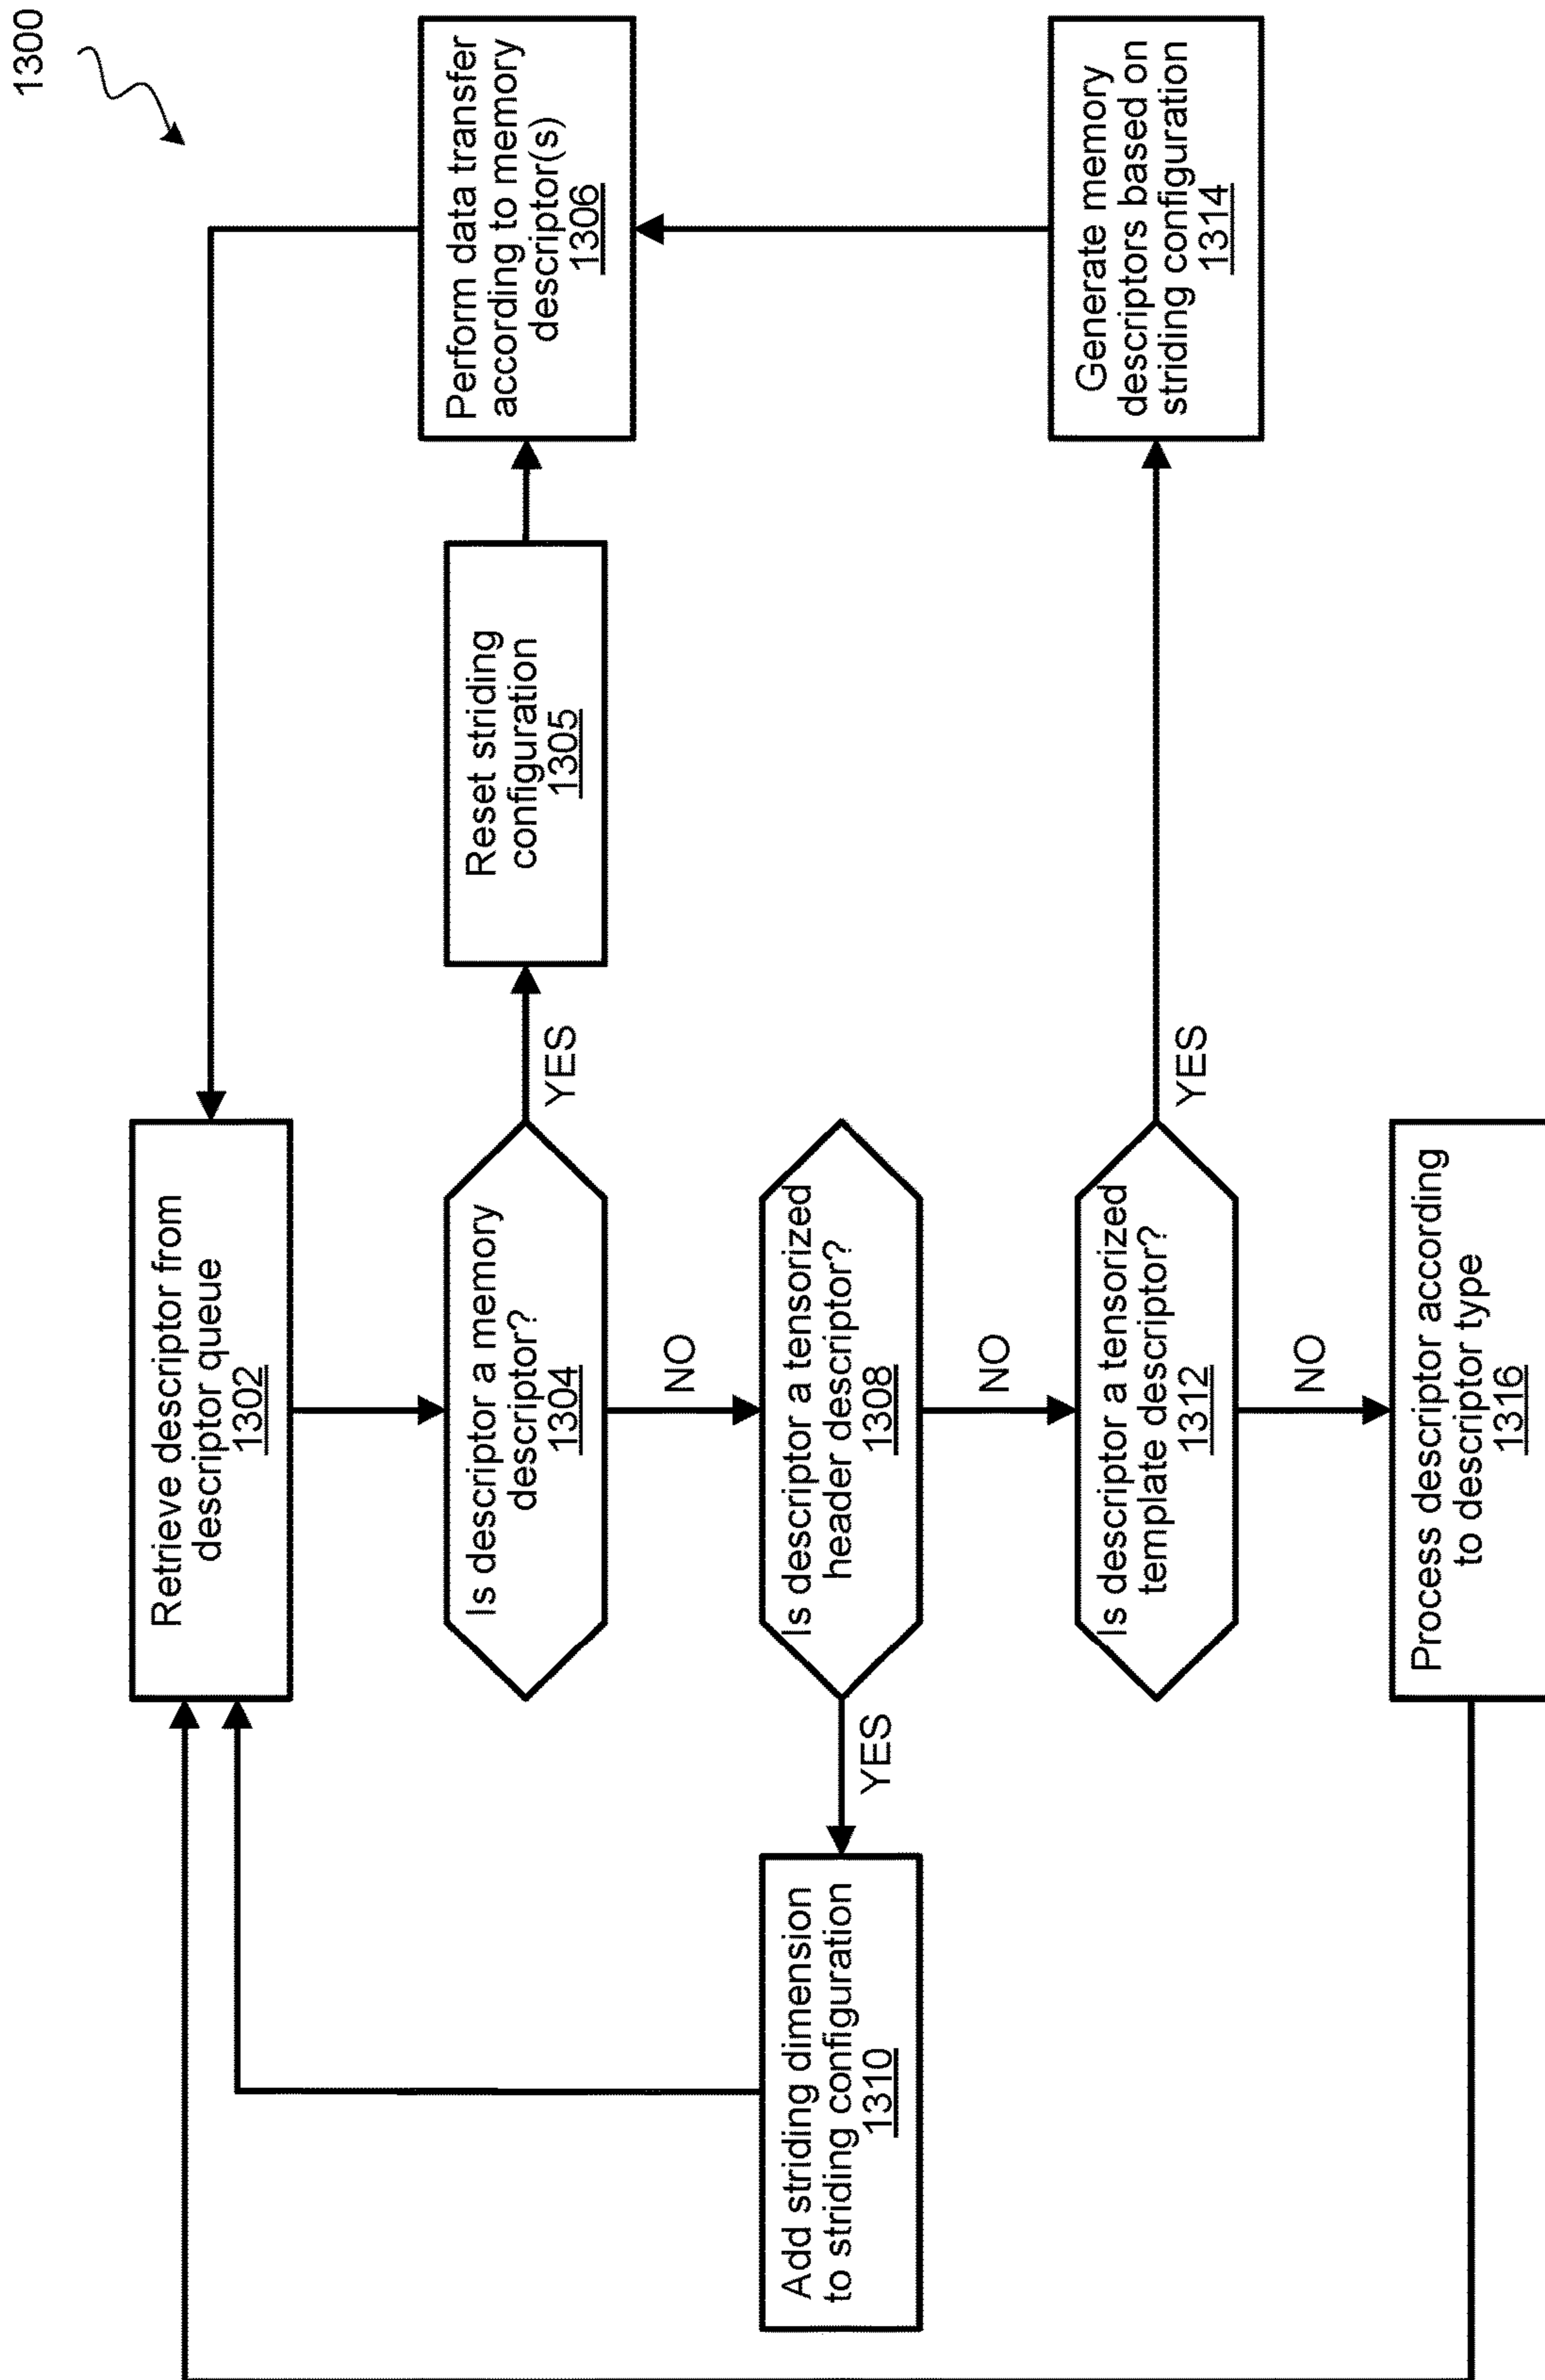 1300
Retrieve descriptor from
descriptor queue
1302
Is descriptor a memory
descriptor?
1304
YES
Reset striding
configuration
1305
Perform data transfer
according to memory
descriptor(s)
1306
NO
Is descriptor a tensorized
header descriptor?
1308
YES
Add striding dimension
to striding configuration
1310
NO
Is descriptor a tensorized
template descriptor?
1312
YES
Generate memory
descriptors based on
striding configuration
1314
NO
Process descriptor according
to descriptor type
1316